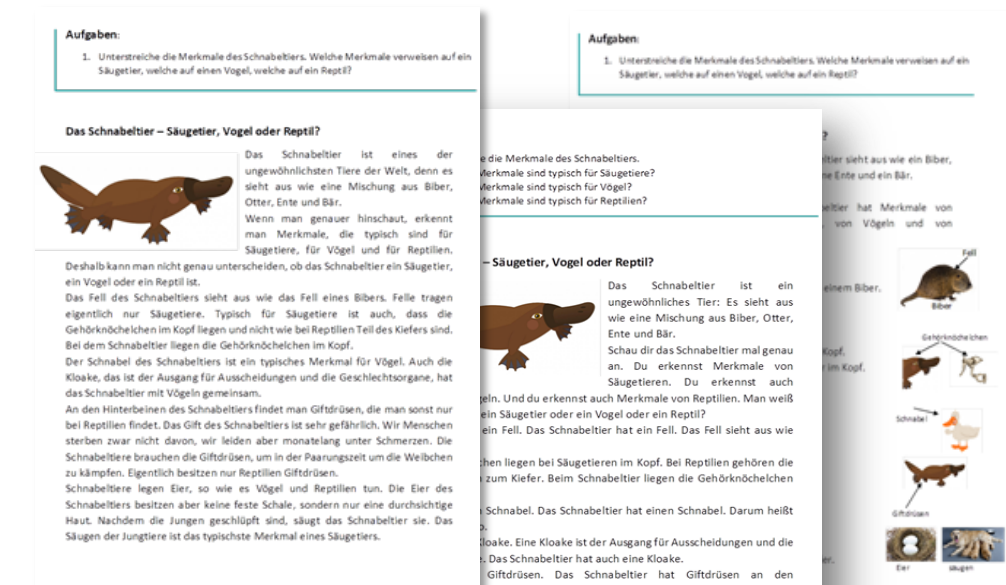 Aufgaben:
1. Unterstreiche die Merkmale des Schnabeltiers. Welche Merkmale verweisen auf ein
Säugetier, welche auf einen Vogel, welche auf ein Reptil?
Das Schnabeltier – Säugetier, Vogel oder Reptil?
Das Schnabeltier ist eines der
ungewöhnlichsten Tiere der Welt, denn es
sieht aus wie eine Mischung aus Biber,
Otter, Ente und Bär.
Wenn man genauer hinschaut, erkennt
man Merkmale, die typisch sind für
Säugetiere, für Vögel und für Reptilien.
Deshalb kann man nicht genau unterscheiden, ob das Schnabeltier ein Säugetier,
ein Vogel oder ein Reptil ist.
Das Fell des Schnabeltiers sieht aus wie das Fell eines Bibers. Felle tragen
eigentlich nur Säugetiere. Typisch für Säugetiere ist auch, dass die
Gehörknöchelchen im Kopf liegen und nicht wie bei Reptilien Teil des Kiefers sind.
Bei dem Schnabeltier liegen die Gehörknöchelchen im Kopf.
Der Schnabel des Schnabeltiers ist ein typisches Merkmal für Vögel. Auch die
Kloake, das ist der Ausgang für Ausscheidungen und die Geschlechtsorgane, hat
das Schnabeltier mit Vögeln gemeinsam.
An den Hinterbeinen des Schnabeltiers findet man Giftdrüsen, die man sonst nur
bei Reptilien findet. Das Gift des Schnabeltiers ist sehr gefährlich. Wir Menschen
sterben zwar nicht davon, wir leiden aber monatelang unter Schmerzen. Die
Schnabeltiere brauchen die Giftdrüsen, um in der Paarungszeit um die Weibchen
zu kämpfen. Eigentlich besitzen nur Reptilien Giftdrüsen.
Schnabeltiere legen Eier, so wie es Vögel und Reptilien tun. Die Eier des
Schnabeltiers besitzen aber keine feste Schale, sondern nur eine durchsichtige
Haut. Nachdem die Jungen geschlüpft sind, säugt das Schnabeltier sie. Das
Säugen der Jungtiere ist das typischste Merkmal eines Säugetiers.
e die Merkmale des Schnabeltiers.
Merkmale sind typisch für Säugetiere?
Merkmale sind typisch für Vögel?
Merkmale sind typisch für Reptilien?
– Säugetier, Vogel oder Reptil?
Das Schnabeltier ist ein
ungewöhnliches Tier: Es sieht aus
wie eine Mischung aus Biber, Otter,
Ente und Bär.
Schau dir das Schnabeltier mal genau
an. Du erkennst Merkmale von
Säugetieren. Du erkennst auch
geln. Und du erkennst auch Merkmale von Reptilien. Man weiß
ein Säugetier oder ein Vogel oder ein Reptil?
ein Fell. Das Schnabeltier hat ein Fell. Das Fell sieht aus wie
chen liegen bei Säugetieren im Kopf. Bei Reptilien gehören die
zum Kiefer. Beim Schnabeltier liegen die Gehörknöchelchen
Schnabel. Das Schnabeltier hat einen Schnabel. Darum heißt
Kloake. Eine Kloake ist der Ausgang für Ausscheidungen und die
. Das Schnabeltier hat auch eine Kloake.
Giftdrüsen. Das Schnabeltier hat Giftdrüsen an den
Aufgaben:
1. Unterstreiche die Merkmale des Schnabeltiers. Welche Merkmale verweisen auf ein
Säugetier, welche auf einen Vogel, welche auf ein Reptil?
?
ltier sieht aus wie ein Biber,
ne Ente und ein Bär.
eltier hat Merkmale von
von Vögeln und von
einem Biber.
Kopf.
im Kopf.
er.
Fell
Biber
Gehörknöchelchen
Schnabel
Giftdrüsen
Eier
säugen